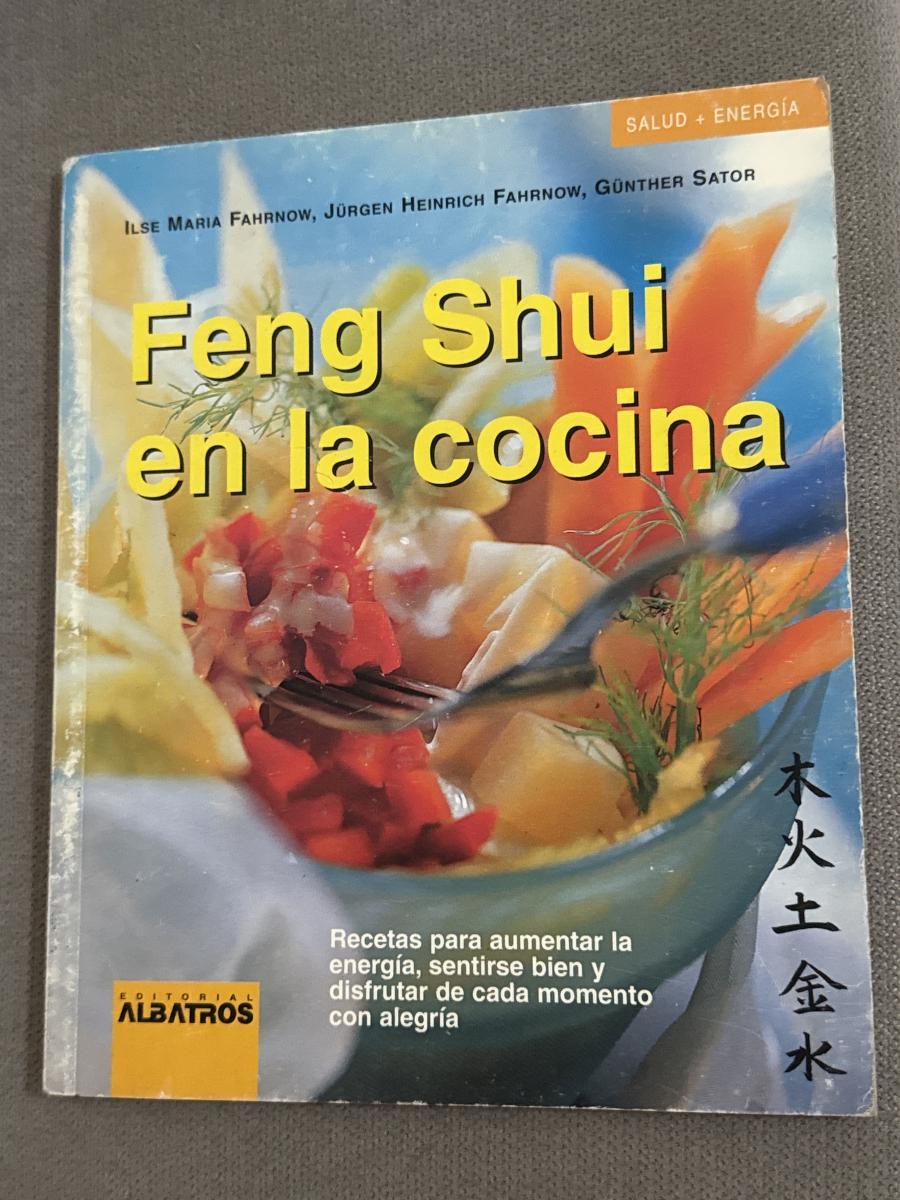 SALUD + ENERGÍA
ILSE MARIA FAHRNOW, JÜRGEN HEINRICH FAHRNOW, GÜNTHER SATOR
Feng Shui
en la cocina
木
火
土
金
水
Recetas para aumentar la
energía, sentirse bien y
disfrutar de cada momento
con alegría
EDITORIAL
ALBATROS